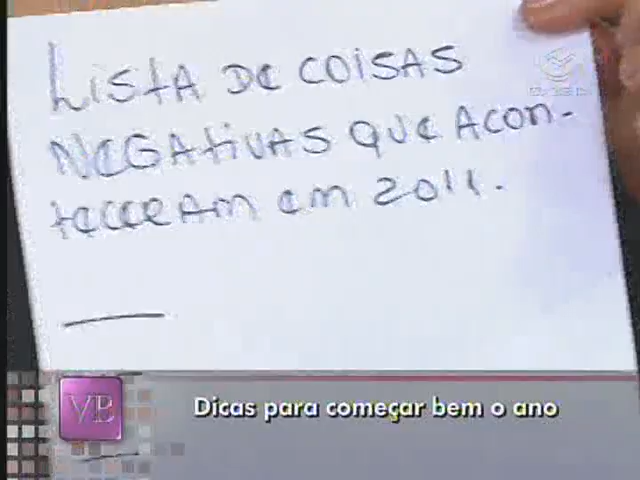 LISTA DE COISAS
NEGATIVAS QUE ACON-
TECERAM EM 2011.
VB
Dicas para começar bem o ano